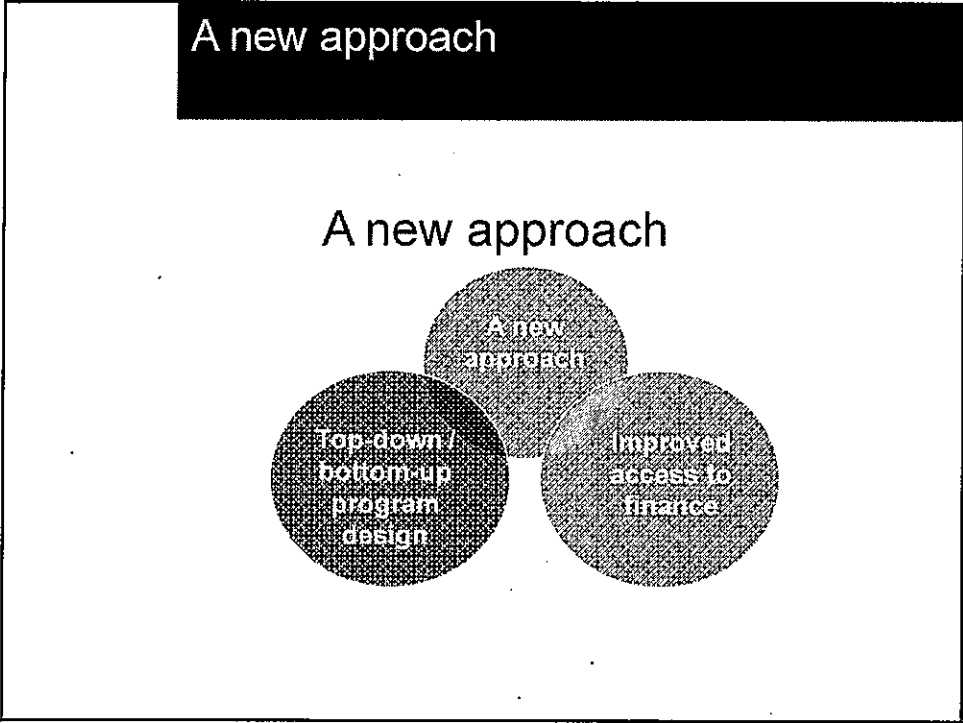 A new approach
A new approach
A new
approach
Top-down /
bottom-up
program
design
Improved
access to
finance